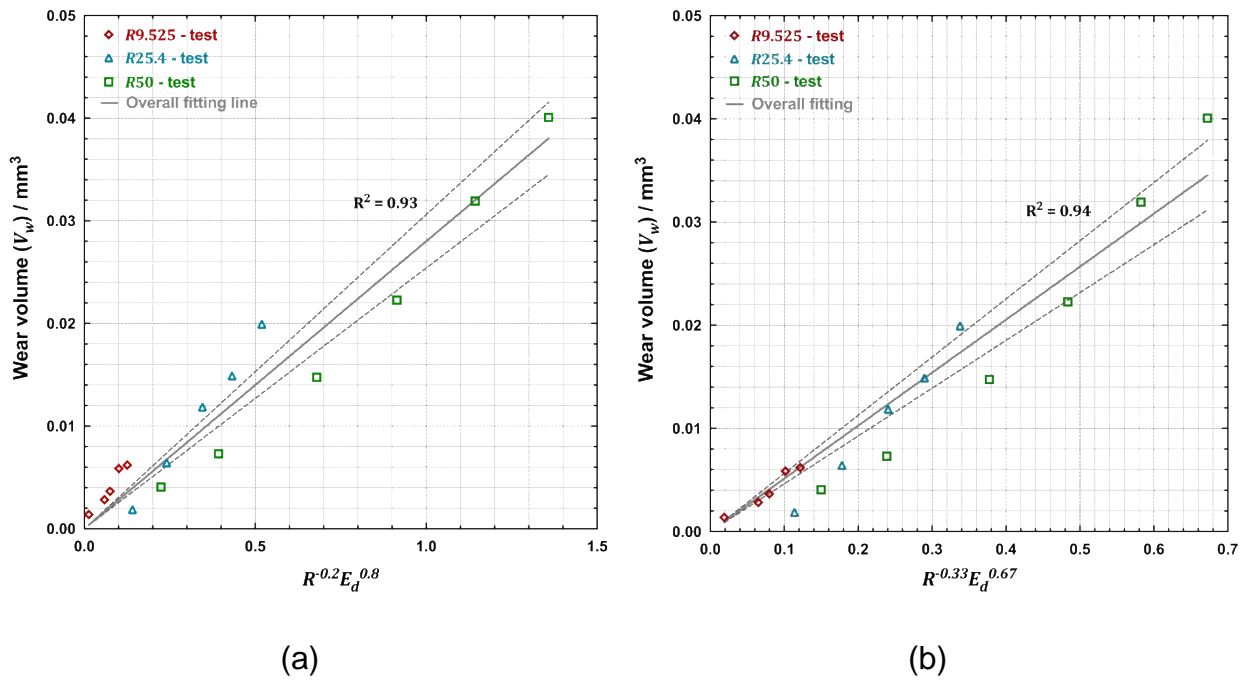 0.05
0.04
0.03
0.02
0.01
0.00
Wear volume (V_w) / mm³
R9.525 - test
R25.4 - test
R50 - test
Overall fitting line
R² = 0.93
0.0 0.5 1.0 1.5
R^-0.2E_d^0.8
(a)
0.05
0.04
0.03
0.02
0.01
0.00
Wear volume (V_w) / mm³
R9.525 - test
R25.4 - test
R50 - test
Overall fitting
R² = 0.94
0.0 0.1 0.2 0.3 0.4 0.5 0.6 0.7
R^-0.33E_d^0.67
(b)